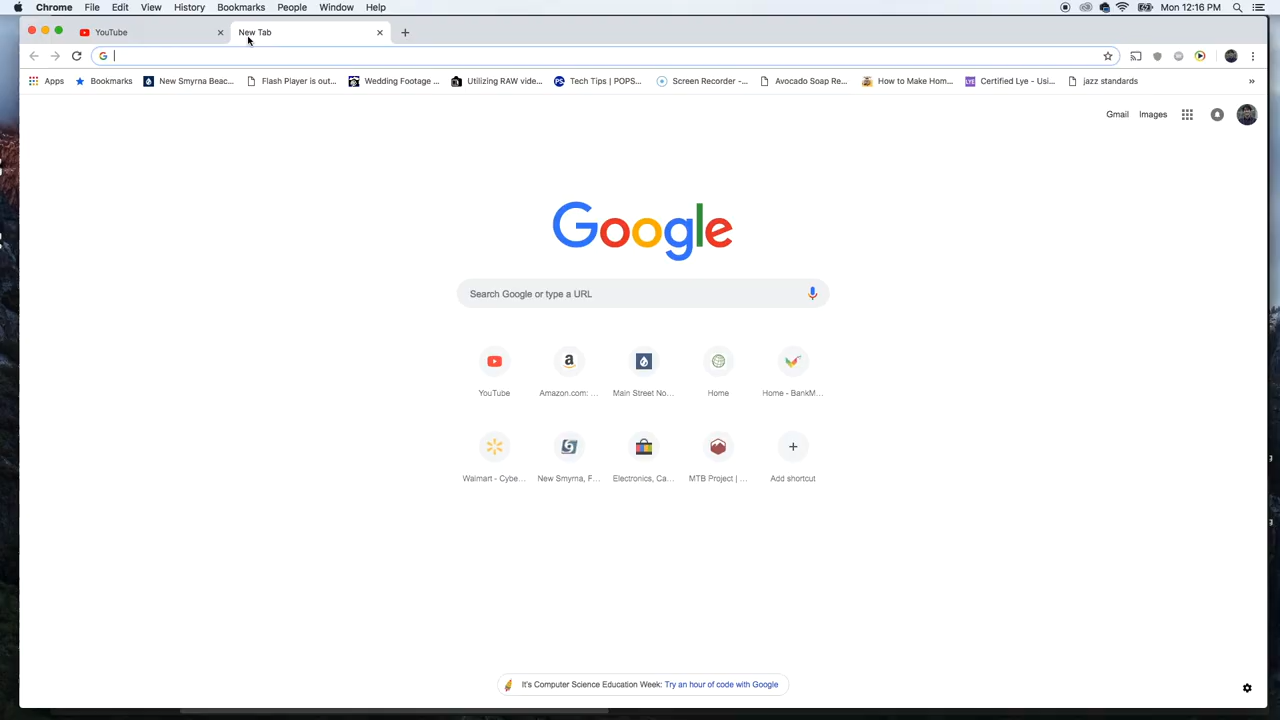 Chrome File Edit View History Bookmarks People Window Help Mon 12:16 PM
YouTube New Tab
Apps Bookmarks New Smyrna Beac... Flash Player is out... Wedding Footage ... Utilizing RAW vide... Tech Tips | POPS... Screen Recorder -... Avocado Soap Re... How to Make Hom... LYE Certified Lye - Usi... jazz standards »
Gmail Images
Google
Search Google or type a URL
YouTube Amazon.com: ... Main Street No... Home Home - BankM...
Walmart - Cybe... New Smyrna, F... Electronics, Ca... MTB Project | ... Add shortcut
It's Computer Science Education Week: Try an hour of code with Google